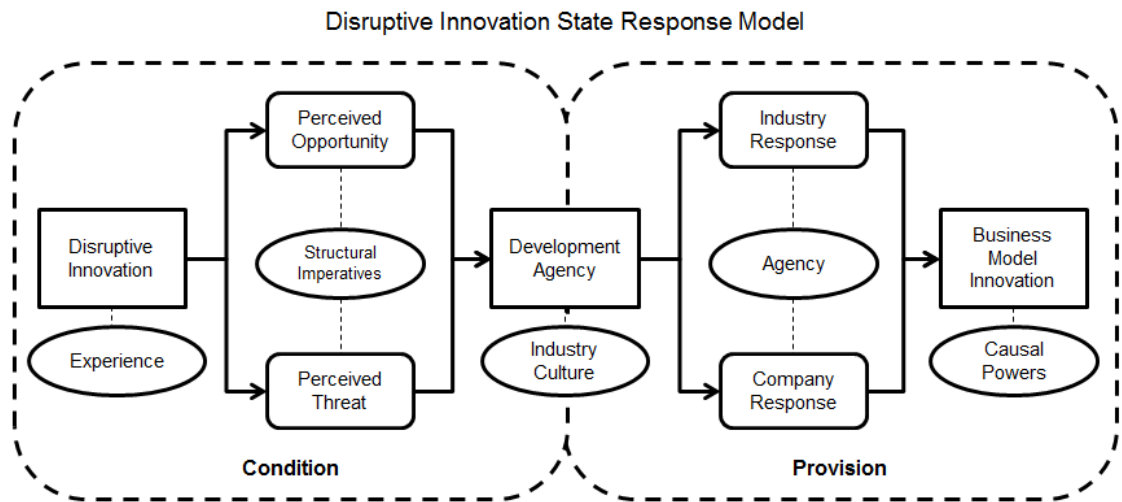 Disruptive Innovation State Response Model
Perceived
Opportunity
Industry
Response
Disruptive
Innovation
Structural
Imperatives
Development
Agency
Agency
Business
Model
Innovation
Experience
Perceived
Threat
Industry
Culture
Company
Response
Causal
Powers
Condition
Provision